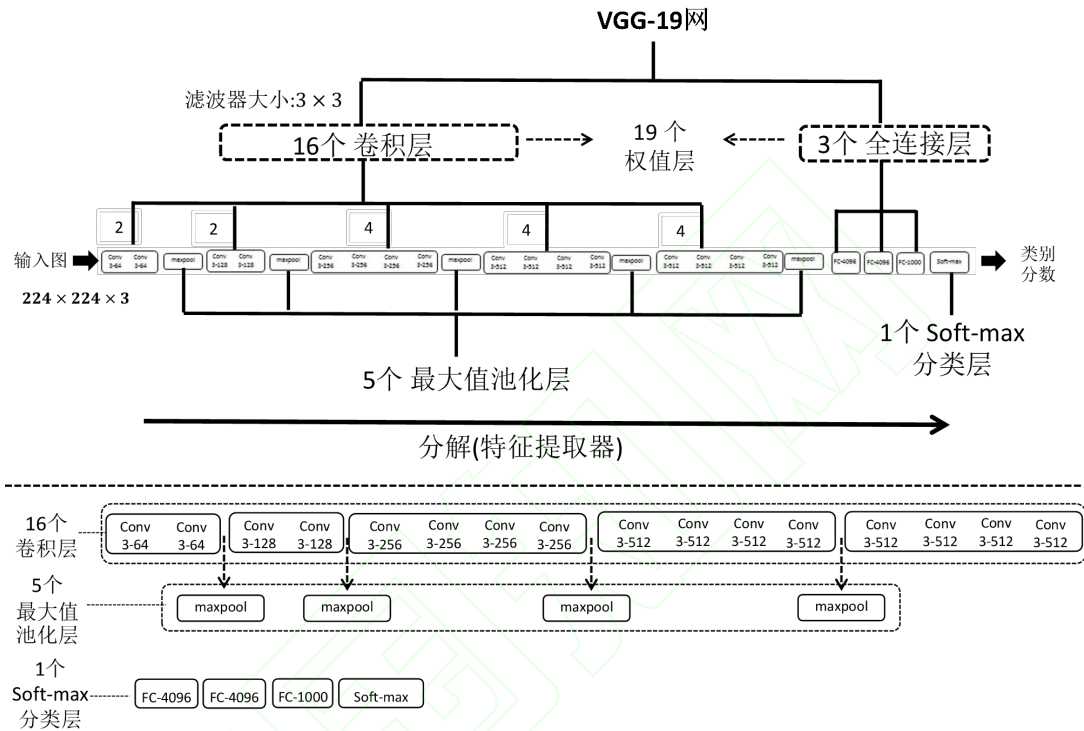 VGG-19网
滤波器大小:3 × 3
16个 卷积层
19 个
权值层
3个 全连接层
2
2
4
4
4
输入图
Conv 3-64
Conv 3-64
maxpool
Conv 3-128
Conv 3-128
maxpool
Conv 3-256
Conv 3-256
Conv 3-256
Conv 3-256
maxpool
Conv 3-512
Conv 3-512
Conv 3-512
Conv 3-512
maxpool
Conv 3-512
Conv 3-512
Conv 3-512
Conv 3-512
maxpool
FC-4096
FC-4096
FC-1000
Soft-max
类别
分数
224 × 224 × 3
1个 Soft-max
分类层
5个 最大值池化层
分解(特征提取器)
16个
卷积层
Conv
3-64
Conv
3-64
Conv
3-128
Conv
3-128
Conv
3-256
Conv
3-256
Conv
3-256
Conv
3-256
Conv
3-512
Conv
3-512
Conv
3-512
Conv
3-512
Conv
3-512
Conv
3-512
Conv
3-512
Conv
3-512
5个
最大值
池化层
maxpool
maxpool
maxpool
maxpool
1个
Soft-max
分类层
FC-4096
FC-4096
FC-1000
Soft-max